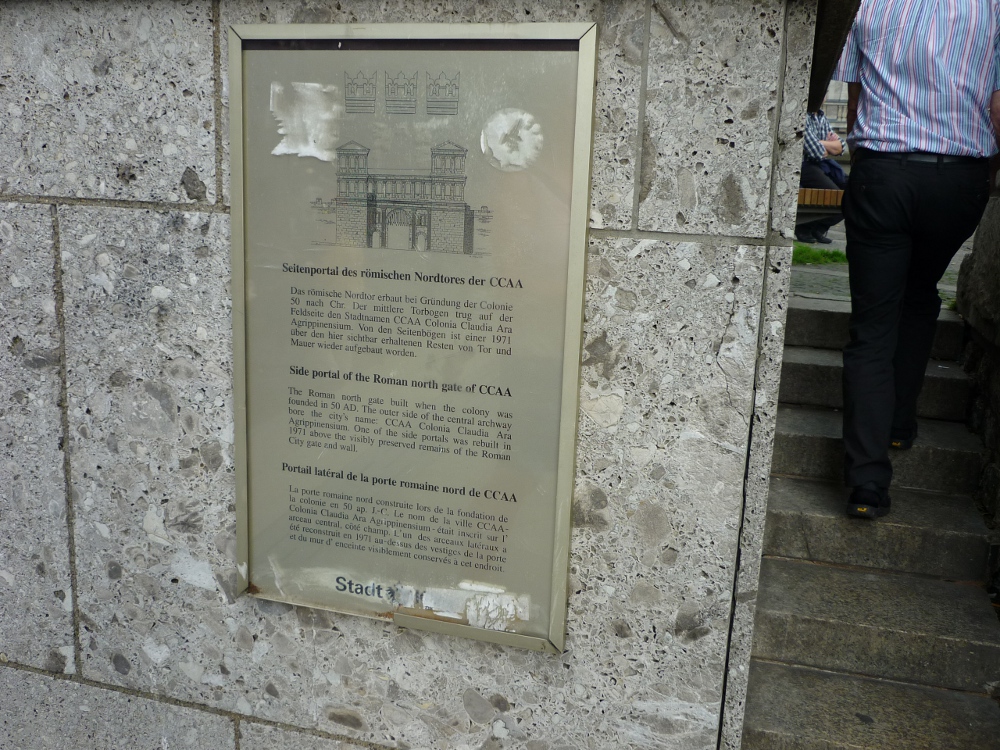 Seitenportal des römischen Nordtores der CCAA
Das römische Nordtor erbaut bei Gründung der Colonie
50 nach Chr. Der mittlere Torbogen trug auf der
Feldseite den Stadtnamen CCAA Colonia Claudia Ara
Agrippinensium. Von den Seitenbögen ist einer 1971
über den hier sichtbar erhaltenen Resten von Tor und
Mauer wieder aufgebaut worden.
Side portal of the Roman north gate of CCAA
The Roman north gate built when the colony was
founded in 50 AD. The outer side of the central archway
bore the city's name: CCAA Colonia Claudia Ara
Agrippinensium. One of the side portals was rebuilt in
1971 above the visibly preserved remains of the Roman
City gate and wall.
Portail latéral de la porte romaine nord de CCAA
La porte romaine nord construite lors de la fondation de
la colonie en 50 ap. J.-C. Le nom de la ville CCAA-
Colonia Claudia Ara Agrippinensium - était inscrit sur l'
arceau central, côté champ. L'un des arceaux latéraux a
été reconstruit en 1971 au-dessus des vestiges de la porte
et du mur d' enceinte visiblement conservés à cet endroit.
Stadt